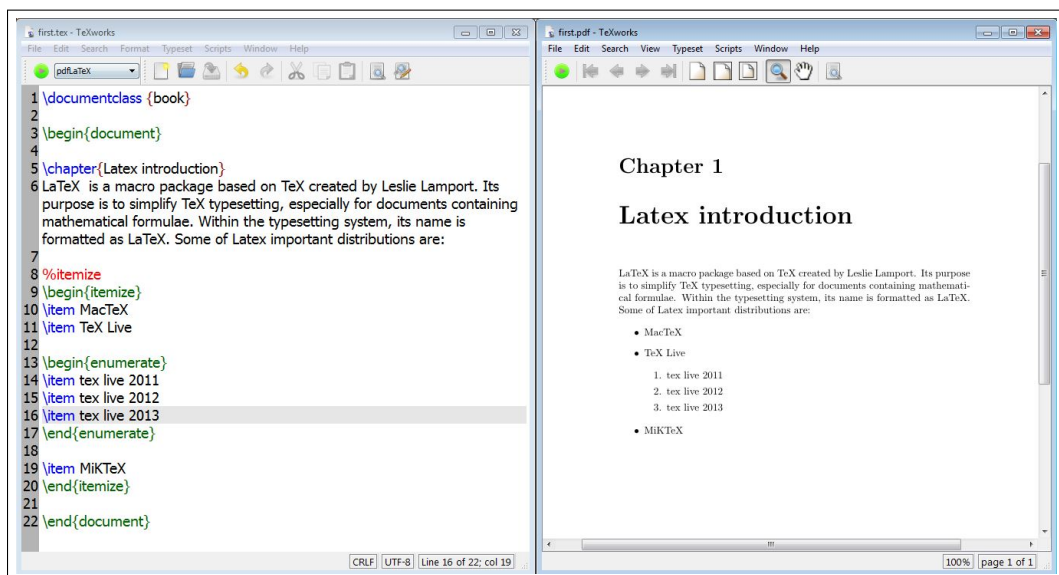 first.tex - TeXworks
File Edit Search Format Typeset Scripts Window Help
pdfLaTeX
1 \documentclass {book}
2
3 \begin{document}
4
5 \chapter{Latex introduction}
6 LaTeX is a macro package based on TeX created by Leslie Lamport. Its
purpose is to simplify TeX typesetting, especially for documents containing
mathematical formulae. Within the typesetting system, its name is
formatted as LaTeX. Some of Latex important distributions are:
7
8 %itemize
9 \begin{itemize}
10 \item MacTeX
11 \item TeX Live
12
13 \begin{enumerate}
14 \item tex live 2011
15 \item tex live 2012
16 \item tex live 2013
17 \end{enumerate}
18
19 \item MiKTeX
20 \end{itemize}
21
22 \end{document}
CRLF UTF-8 Line 16 of 22; col 19
first.pdf - TeXworks
File Edit Search View Typeset Scripts Window Help
Chapter 1
Latex introduction
LaTeX is a macro package based on TeX created by Leslie Lamport. Its purpose
is to simplify TeX typesetting, especially for documents containing mathemati-
cal formulae. Within the typesetting system, its name is formatted as LaTeX.
Some of Latex important distributions are:
• MacTeX
• TeX Live
1. tex live 2011
2. tex live 2012
3. tex live 2013
• MiKTeX
100% page 1 of 1